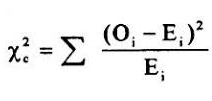 χ²c = Σ (Oi − Ei)² / Ei